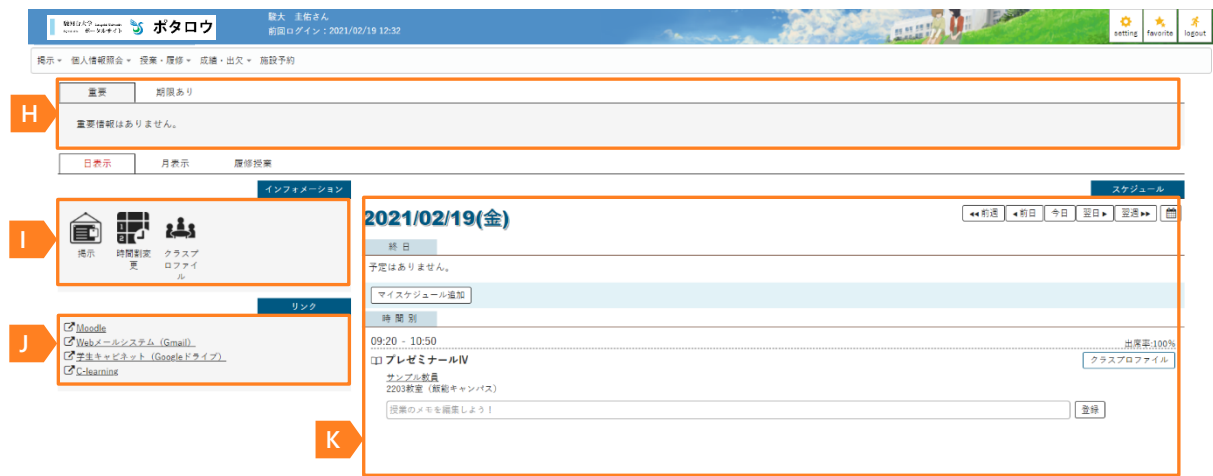 駿河台大学
ポータルサイト
ポタロウ
駿大 圭佑さん
前回ログイン：2021/02/19 12:32
setting
favorite
logout
掲示 個人情報照会 授業・履修 成績・出欠 施設予約
H
重要 期限あり
重要情報はありません。
日表示 月表示 履修授業
インフォメーション
I
掲示
時間割変
更
クラスプ
ロファイ
ル
リンク
J
Moodle
Webメールシステム（Gmail）
学生キャビネット（Googleドライブ）
C-learning
スケジュール
2021/02/19(金)
◀◀前週 ◀前日 今日 翌日▶ 翌週▶▶
終日
予定はありません。
マイスケジュール追加
時間別
09:20 - 10:50
出席率:100%
プレゼミナールⅣ
クラスプロファイル
サンプル教員
2203教室（飯能キャンパス）
授業のメモを編集しよう！
登録
K